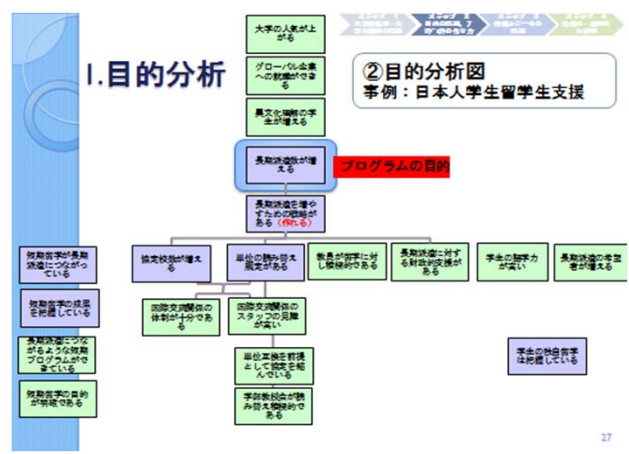 大学の人気が上
がる
グローバル企業
への就職ができ
る
異文化理解の学
生が増える
1.目的分析
②目的分析図
事例：日本人学生留学生支援
長期派遣数が増
える
プログラムの目的
長期派遣を増や
すための戦略が
ある（作れる）
短期留学が長期
派遣につながっ
ている
協定校数が増え
る
単位の読み替え
規定がある
教員が留学に対
し積極的である
長期派遣に対す
る財政的支援が
ある
学生の語学力
が高い
長期派遣の希望
者が増える
短期留学の成果
を把握している
国際交流関係の
体制が十分であ
る
国際交流関係の
スタッフの見識
が高い
長期派遣につな
がるような短期
プログラムがで
きている
単位互換を前提
として協定を結
んでいる
学生の独自留学
は把握している
短期留学の目的
が明確である
学部教授会が読
み替え積極的で
ある
27